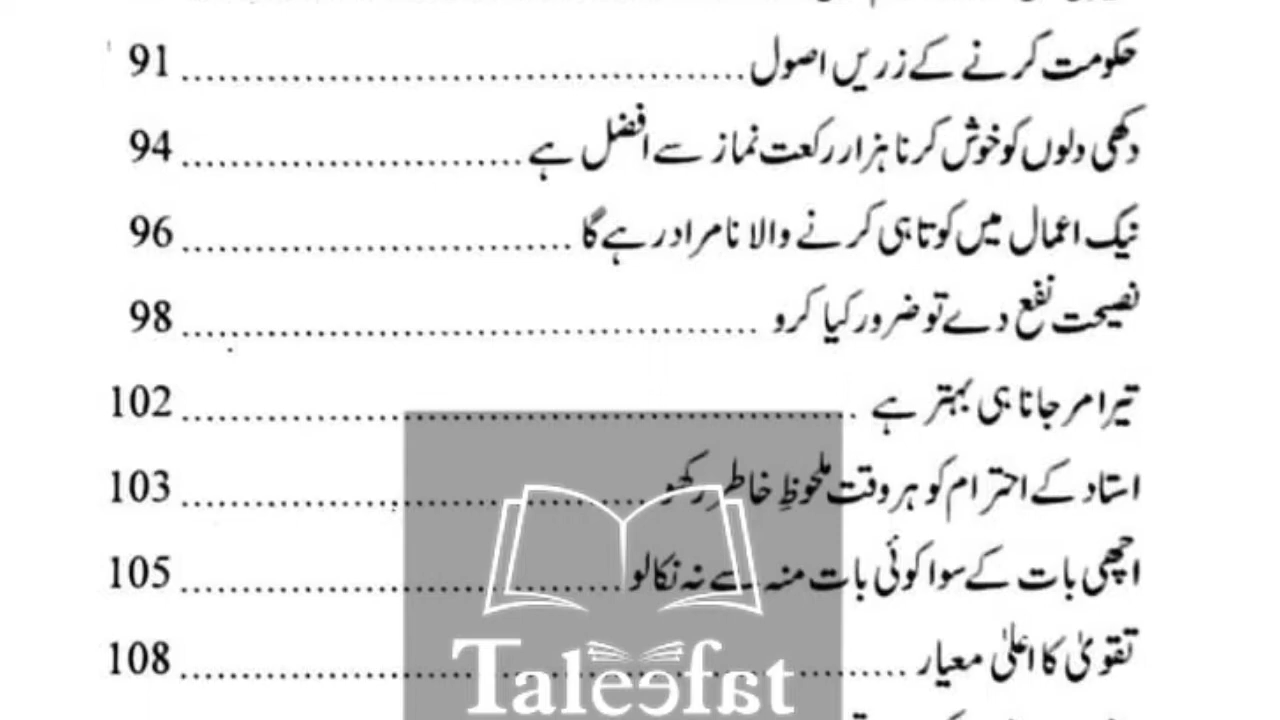 حکومت کرنے کے زریں اصول ........ 91
دکھی دلوں کو خوش کرنا ہزار رکعت نماز سے افضل ہے ........ 94
نیک اعمال میں کوتاہی کرنے والا نامراد رہے گا ........ 96
نصیحت نفع دے تو ضرور کیا کرو ........ 98
تیرا مر جانا ہی بہتر ہے ........ 102
استاد کے احترام کو ہر وقت ملحوظِ خاطر رکھو ........ 103
اچھی بات کے سوا کوئی بات منہ سے نہ نکالو ........ 105
تقویٰ کا اعلیٰ معیار ........ 108
Taleefat